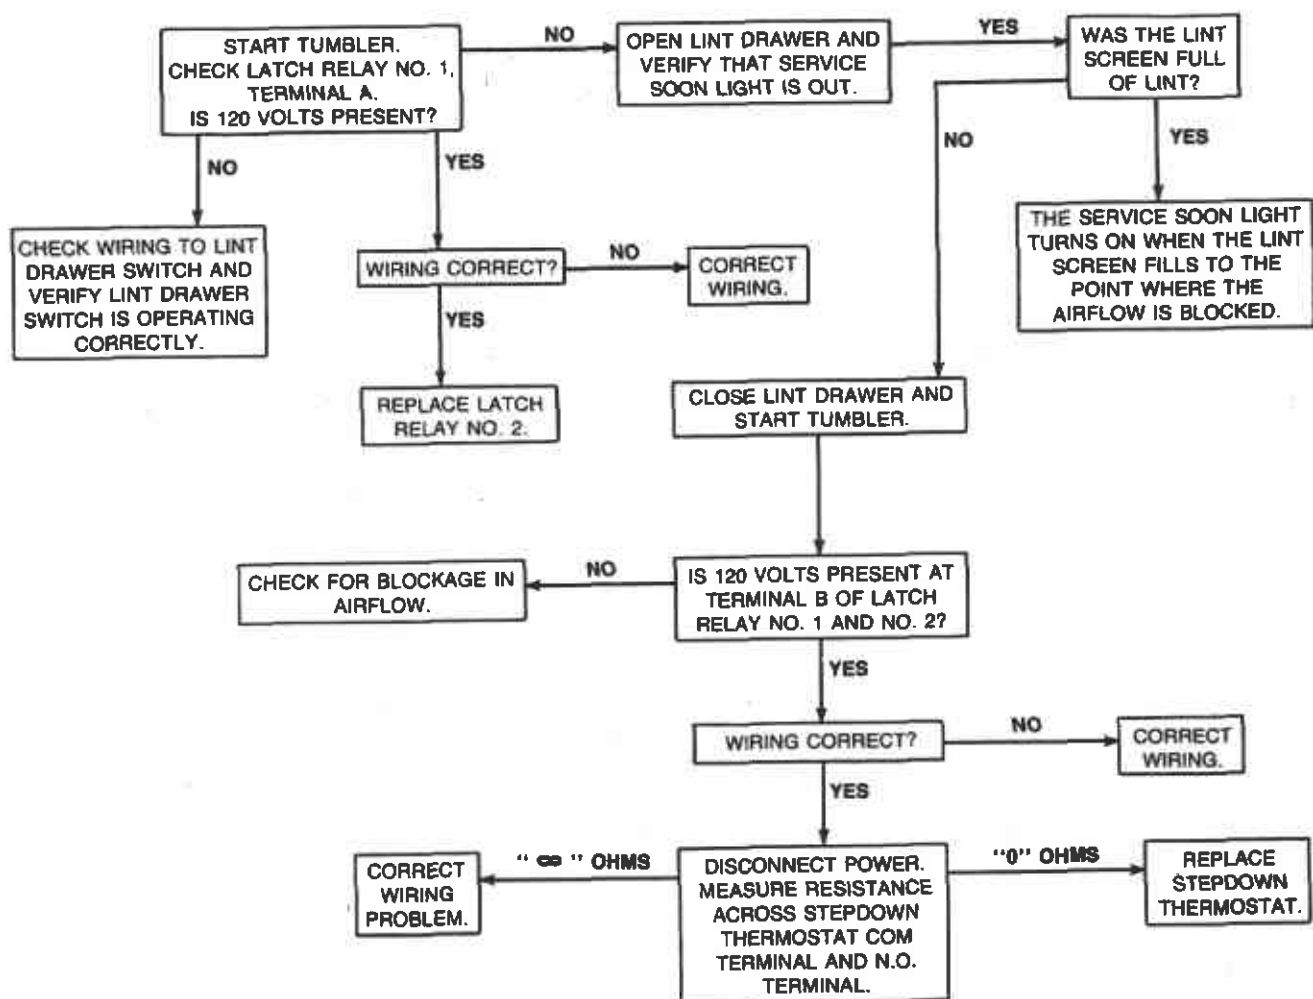 START TUMBLER.
CHECK LATCH RELAY NO. 1,
TERMINAL A.
IS 120 VOLTS PRESENT?
NO
OPEN LINT DRAWER AND
VERIFY THAT SERVICE
SOON LIGHT IS OUT.
YES
WAS THE LINT
SCREEN FULL
OF LINT?
NO
YES
NO
YES
CHECK WIRING TO LINT
DRAWER SWITCH AND
VERIFY LINT DRAWER
SWITCH IS OPERATING
CORRECTLY.
WIRING CORRECT?
NO
CORRECT
WIRING.
THE SERVICE SOON LIGHT
TURNS ON WHEN THE LINT
SCREEN FILLS TO THE
POINT WHERE THE
AIRFLOW IS BLOCKED.
YES
REPLACE LATCH
RELAY NO. 2.
CLOSE LINT DRAWER AND
START TUMBLER.
CHECK FOR BLOCKAGE IN
AIRFLOW.
NO
IS 120 VOLTS PRESENT AT
TERMINAL B OF LATCH
RELAY NO. 1 AND NO. 2?
YES
WIRING CORRECT?
NO
CORRECT
WIRING.
YES
CORRECT
WIRING
PROBLEM.
"∞" OHMS
DISCONNECT POWER.
MEASURE RESISTANCE
ACROSS STEPDOWN
THERMOSTAT COM
TERMINAL AND N.O.
TERMINAL.
"0" OHMS
REPLACE
STEPDOWN
THERMOSTAT.